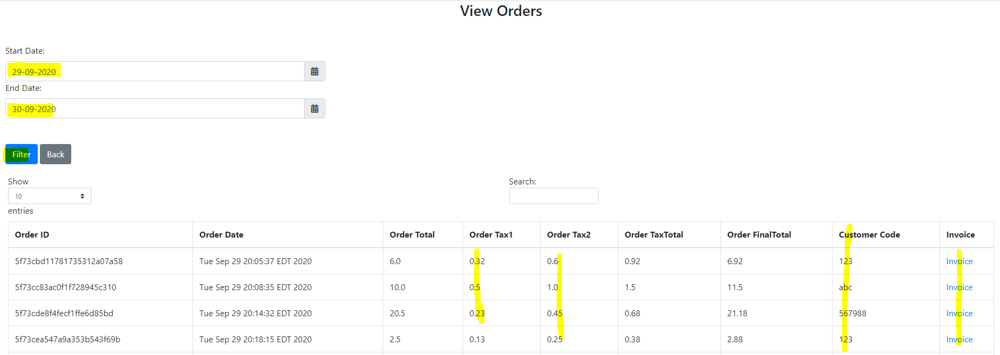 View Orders
Start Date:
29-09-2020
End Date:
30-09-2020
Filter Back
Show Search:
10
entries
Order ID Order Date Order Total Order Tax1 Order Tax2 Order TaxTotal Order FinalTotal Customer Code Invoice
5f73cbd11781735312a07a58 Tue Sep 29 20:05:37 EDT 2020 6.0 0.32 0.6 0.92 6.92 123 Invoice
5f73cc83ac0f1f728945c310 Tue Sep 29 20:08:35 EDT 2020 10.0 0.5 1.0 1.5 11.5 abc Invoice
5f73cde8f4fecf1ffe6d85bd Tue Sep 29 20:14:32 EDT 2020 20.5 0.23 0.45 0.68 21.18 567988 Invoice
5f73cea547a9a353b543f69b Tue Sep 29 20:18:15 EDT 2020 2.5 0.13 0.25 0.38 2.88 123 Invoice